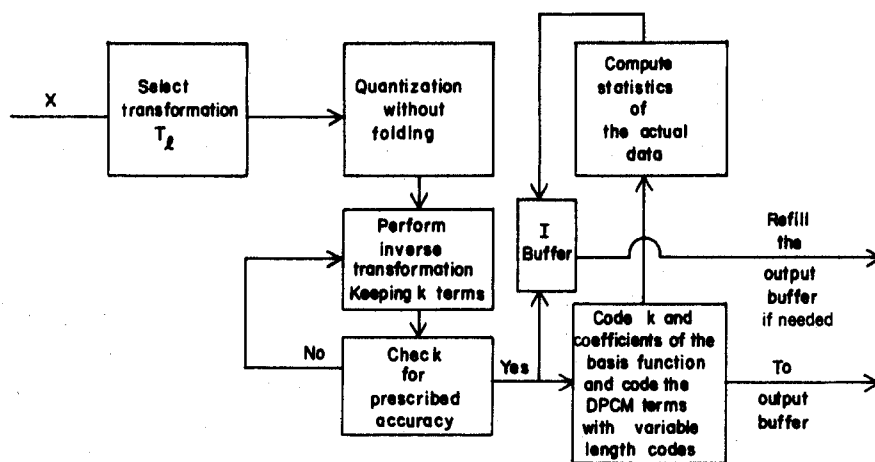 X
Select
transformation
T_ℓ
Quantization
without
folding
Compute
statistics
of
the actual
data
Perform
inverse
transformation
Keeping k terms
I
Buffer
Refill
the
output
buffer
if needed
No
Check
for
prescribed
accuracy
Yes
Code k and
coefficients of the
basis function
and code the
DPCM terms
with variable
length codes
To
output
buffer